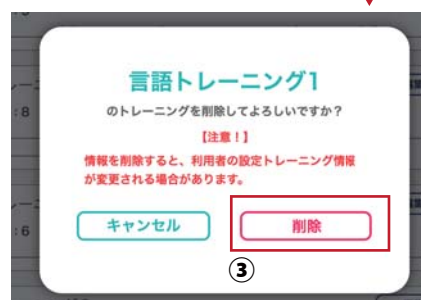 言語トレーニング1
のトレーニングを削除してよろしいですか？
【注意！】
情報を削除すると、利用者の設定トレーニング情報
が変更される場合があります。
キャンセル
削除
③
:8
:6